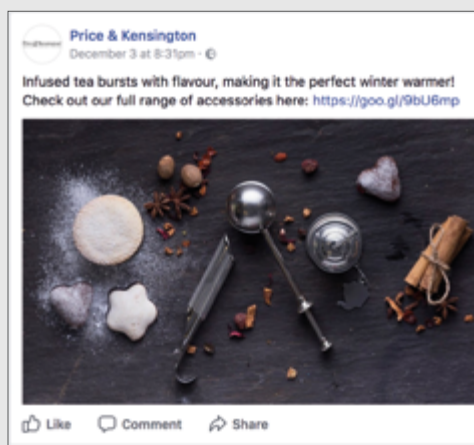 Price & Kensington
December 3 at 8:31pm ·
Infused tea bursts with flavour, making it the perfect winter warmer!
Check out our full range of accessories here: https://goo.gl/9bU6mp
Like Comment Share